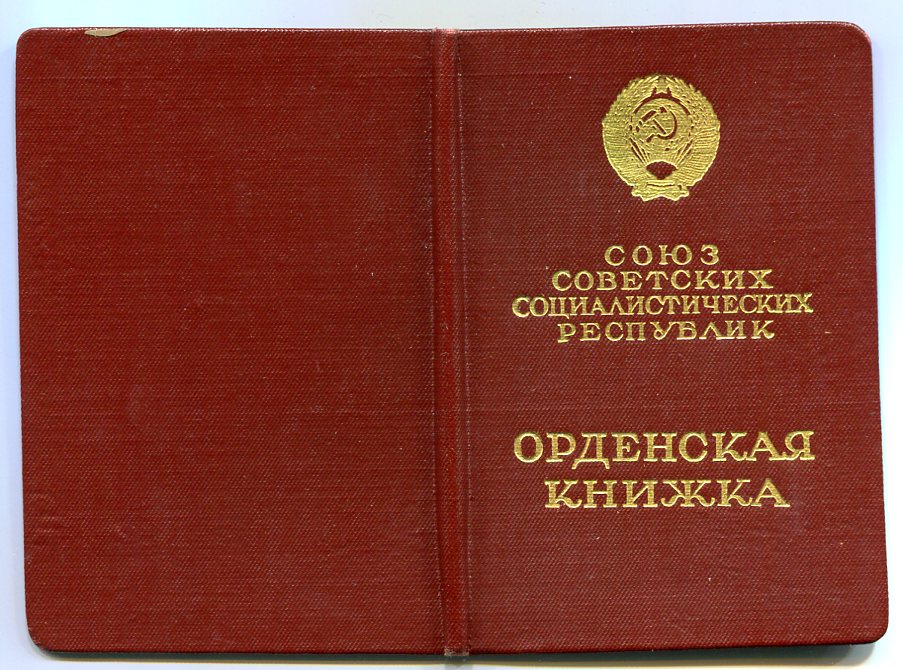 СОЮЗ
СОВЕТСКИХ
СОЦИАЛИСТИЧЕСКИХ
РЕСПУБЛИК
ОРДЕНСКАЯ
КНИЖКА